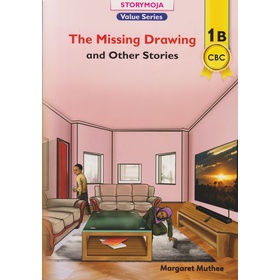 STORYMOJA
Value Series
The Missing Drawing
and Other Stories
1B
CBC
Margaret Muthee